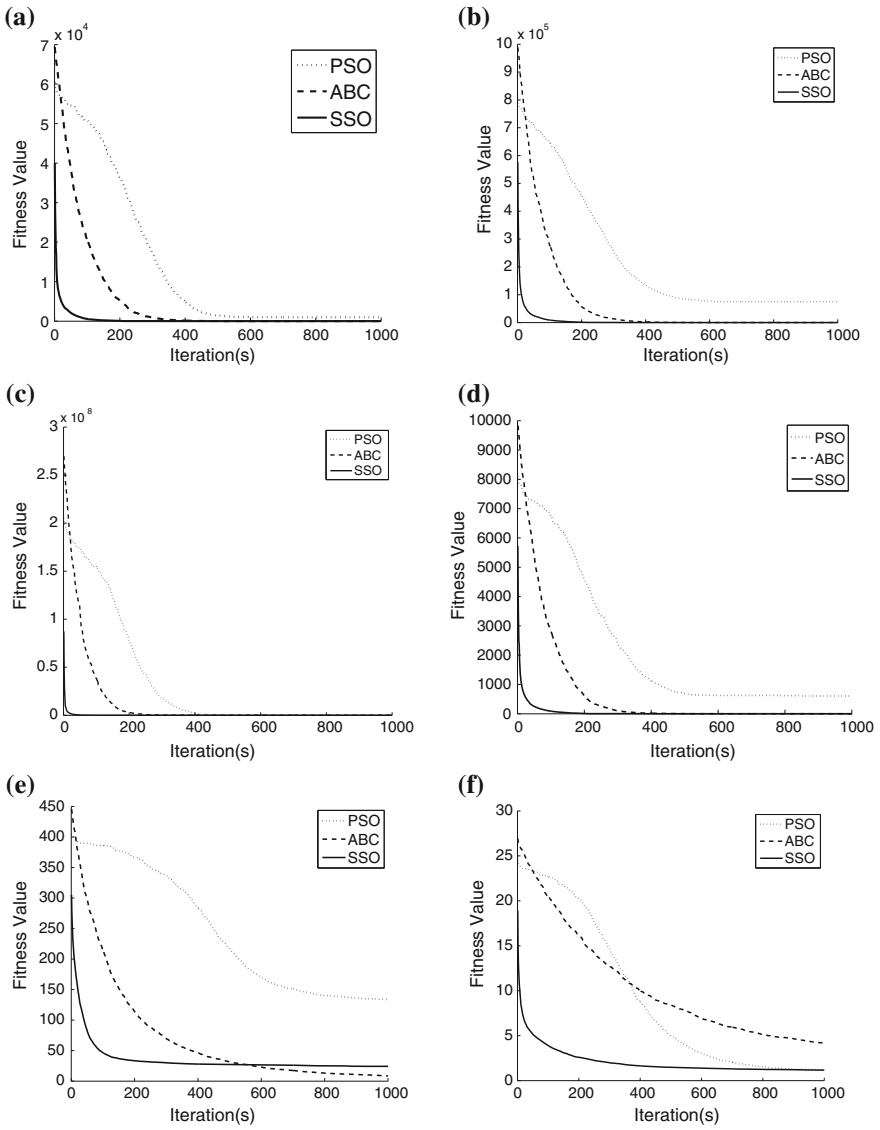 (a)
x 10^4
7
6
5
4
3
2
1
0
0 200 400 600 800 1000
Fitness Value
Iteration(s)
PSO
ABC
SSO
(b)
x 10^5
10
9
8
7
6
5
4
3
2
1
0
0 200 400 600 800 1000
Fitness Value
Iteration(s)
PSO
ABC
SSO
(c)
x 10^8
3
2.5
2
1.5
1
0.5
0
0 200 400 600 800 1000
Fitness Value
Iteration(s)
PSO
ABC
SSO
(d)
10000
9000
8000
7000
6000
5000
4000
3000
2000
1000
0
0 200 400 600 800 1000
Fitness Value
Iteration(s)
PSO
ABC
SSO
(e)
450
400
350
300
250
200
150
100
50
0
0 200 400 600 800 1000
Fitness Value
Iteration(s)
PSO
ABC
SSO
(f)
30
25
20
15
10
5
0
0 200 400 600 800 1000
Fitness Value
Iteration(s)
PSO
ABC
SSO